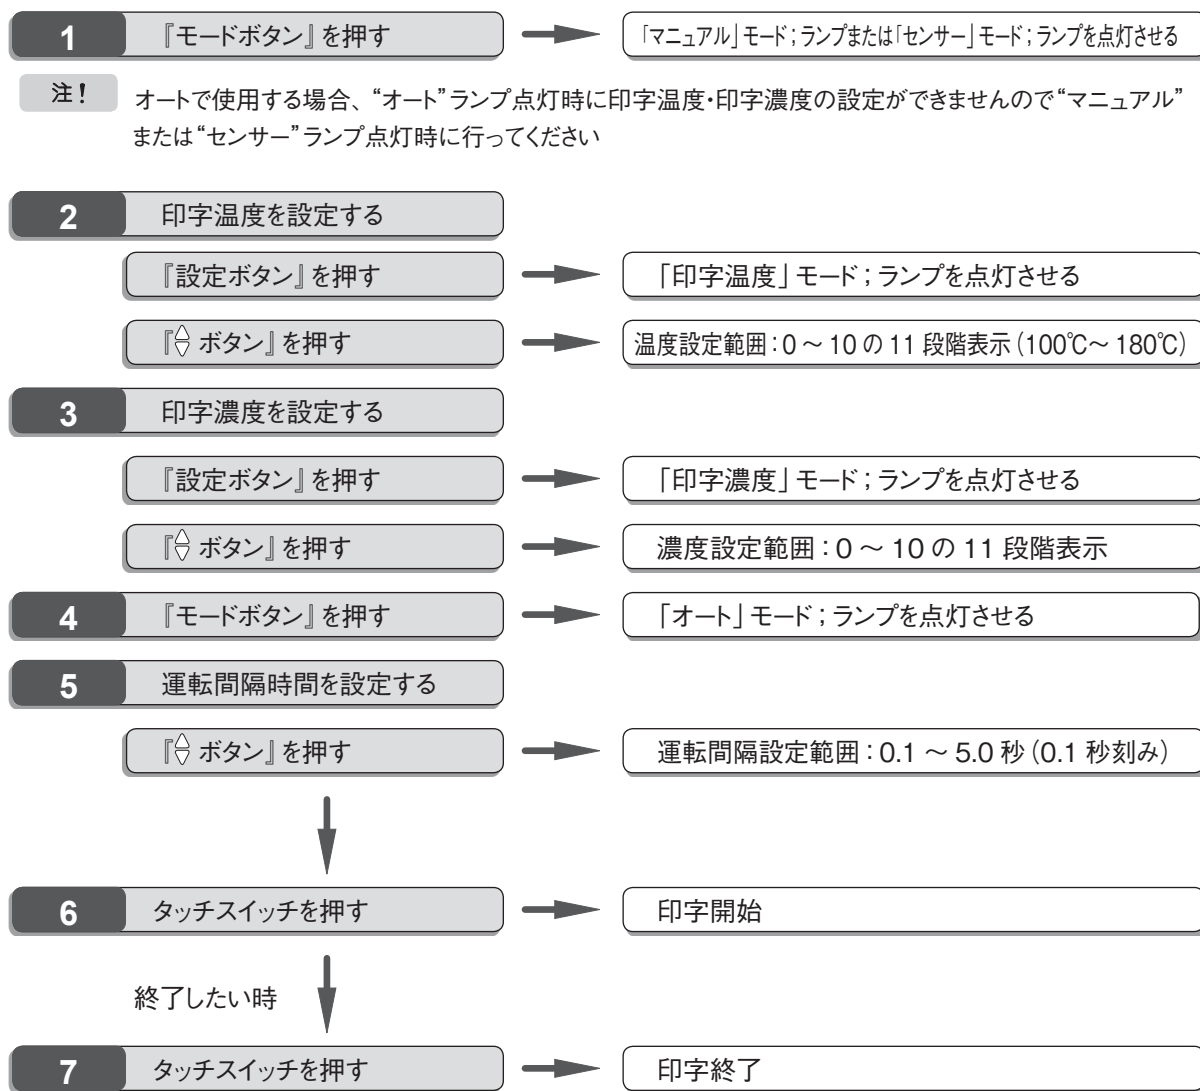 1 『モードボタン』を押す 「マニュアル」モード；ランプまたは「センサー」モード；ランプを点灯させる
注！ オートで使用する場合、“オート”ランプ点灯時に印字温度・印字濃度の設定ができませんので“マニュアル”
または“センサー”ランプ点灯時に行ってください
2 印字温度を設定する
『設定ボタン』を押す 「印字温度」モード；ランプを点灯させる
『△▽ ボタン』を押す 温度設定範囲：0～10の11段階表示（100℃～180℃）
3 印字濃度を設定する
『設定ボタン』を押す 「印字濃度」モード；ランプを点灯させる
『△▽ ボタン』を押す 濃度設定範囲：0～10の11段階表示
4 『モードボタン』を押す 「オート」モード；ランプを点灯させる
5 運転間隔時間を設定する
『△▽ ボタン』を押す 運転間隔設定範囲：0.1～5.0秒（0.1秒刻み）
6 タッチスイッチを押す 印字開始
終了したい時
7 タッチスイッチを押す 印字終了